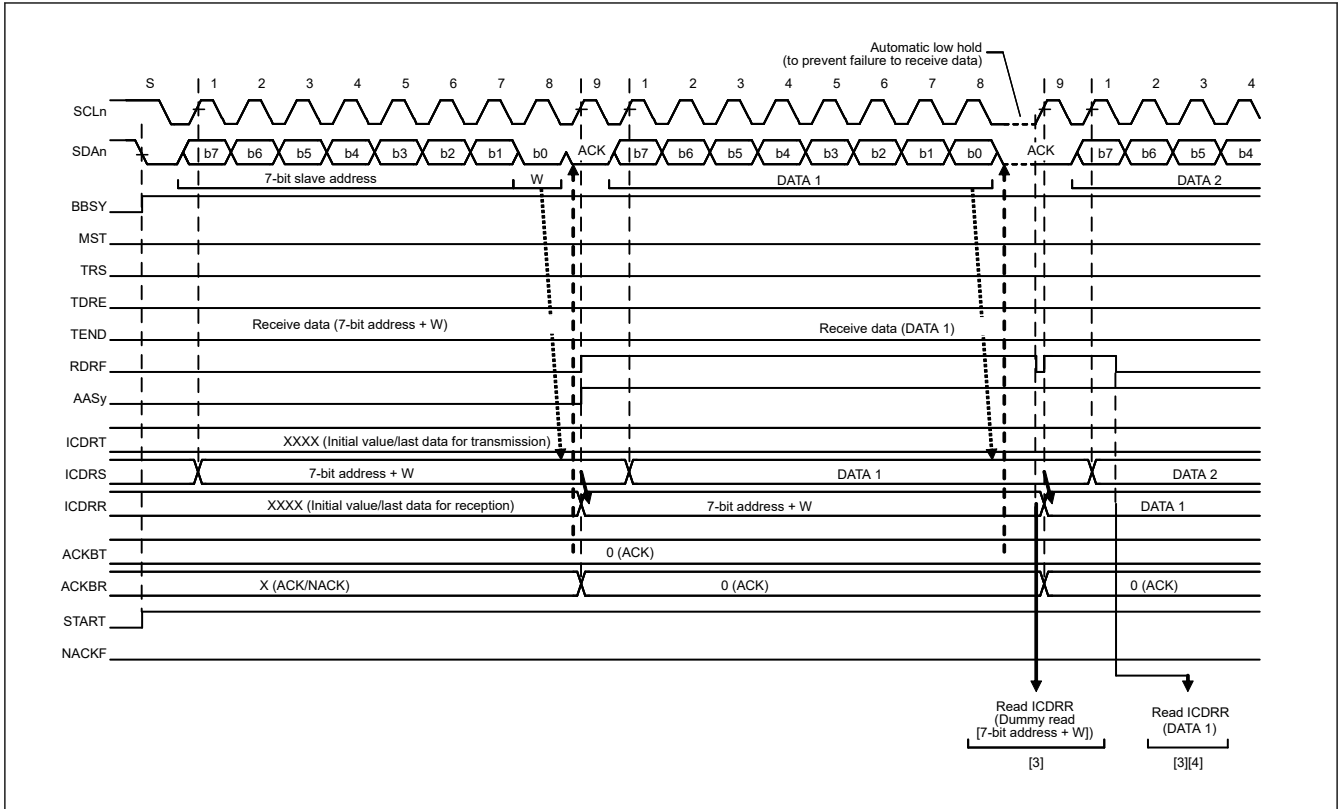 Automatic low hold
(to prevent failure to receive data)
S 1 2 3 4 5 6 7 8 9 1 2 3 4 5 6 7 8 9 1 2 3 4
SCLn
SDAn b7 b6 b5 b4 b3 b2 b1 b0 ACK b7 b6 b5 b4 b3 b2 b1 b0 ACK b7 b6 b5 b4
7-bit slave address W DATA 1 DATA 2
BBSY
MST
TRS
TDRE
Receive data (7-bit address + W) Receive data (DATA 1)
TEND
RDRF
AASy
ICDRT XXXX (Initial value/last data for transmission)
ICDRS 7-bit address + W DATA 1 DATA 2
ICDRR XXXX (Initial value/last data for reception) 7-bit address + W DATA 1
ACKBT 0 (ACK)
ACKBR X (ACK/NACK) 0 (ACK) 0 (ACK)
START
NACKF
Read ICDRR
(Dummy read
[7-bit address + W])
[3]
Read ICDRR
(DATA 1)
[3][4]